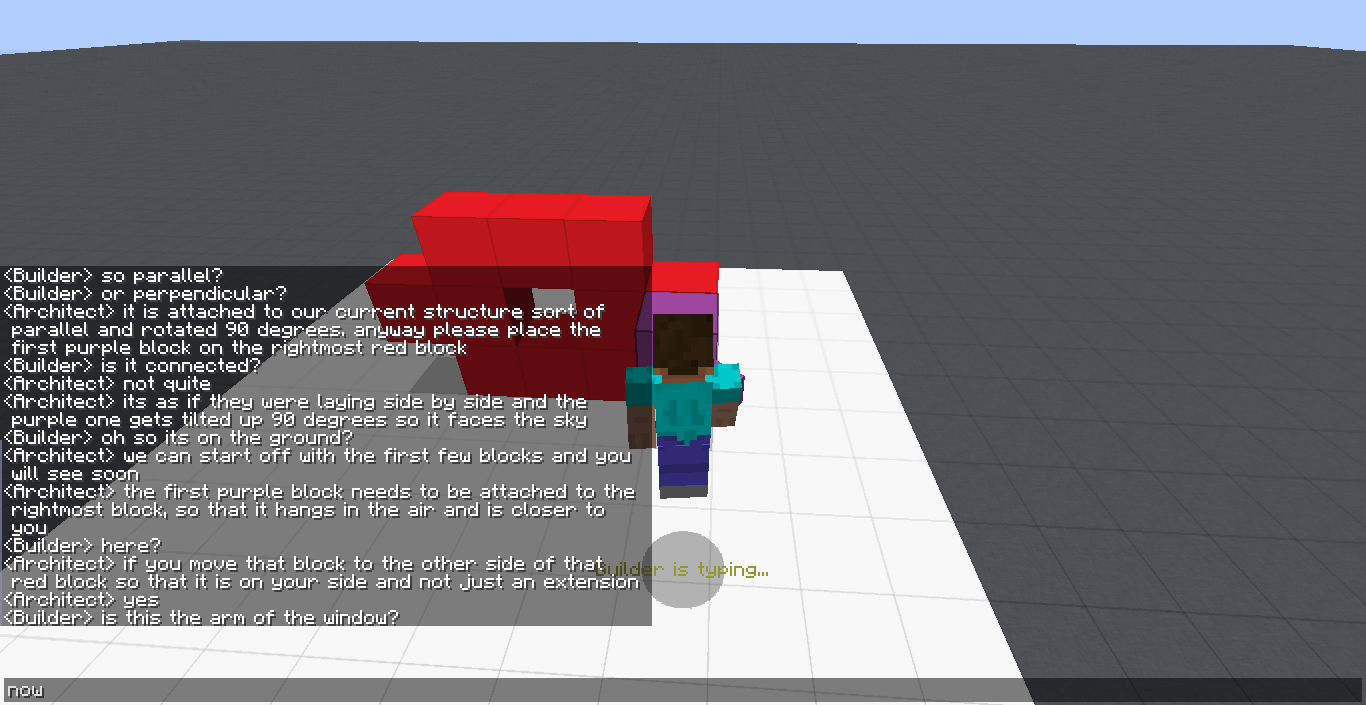 <Builder> so parallel?
<Builder> or perpendicular?
<Architect> it is attached to our current structure sort of
parallel and rotated 90 degrees. anyway please place the
first purple block on the rightmost red block
<Builder> is it connected?
<Architect> not quite
<Architect> its as if they were laying side by side and the
purple one gets tilted up 90 degrees so it faces the sky
<Builder> oh so its on the ground?
<Architect> we can start off with the first few blocks and you
will see soon
<Architect> the first purple block needs to be attached to the
rightmost block, so that it hangs in the air and is closer to
you
<Builder> here?
<Architect> if you move that block to the other side of that
red block so that it is on your side and not just an extension
Builder is typing...
<Architect> yes
<Builder> is this the arm of the window?
now